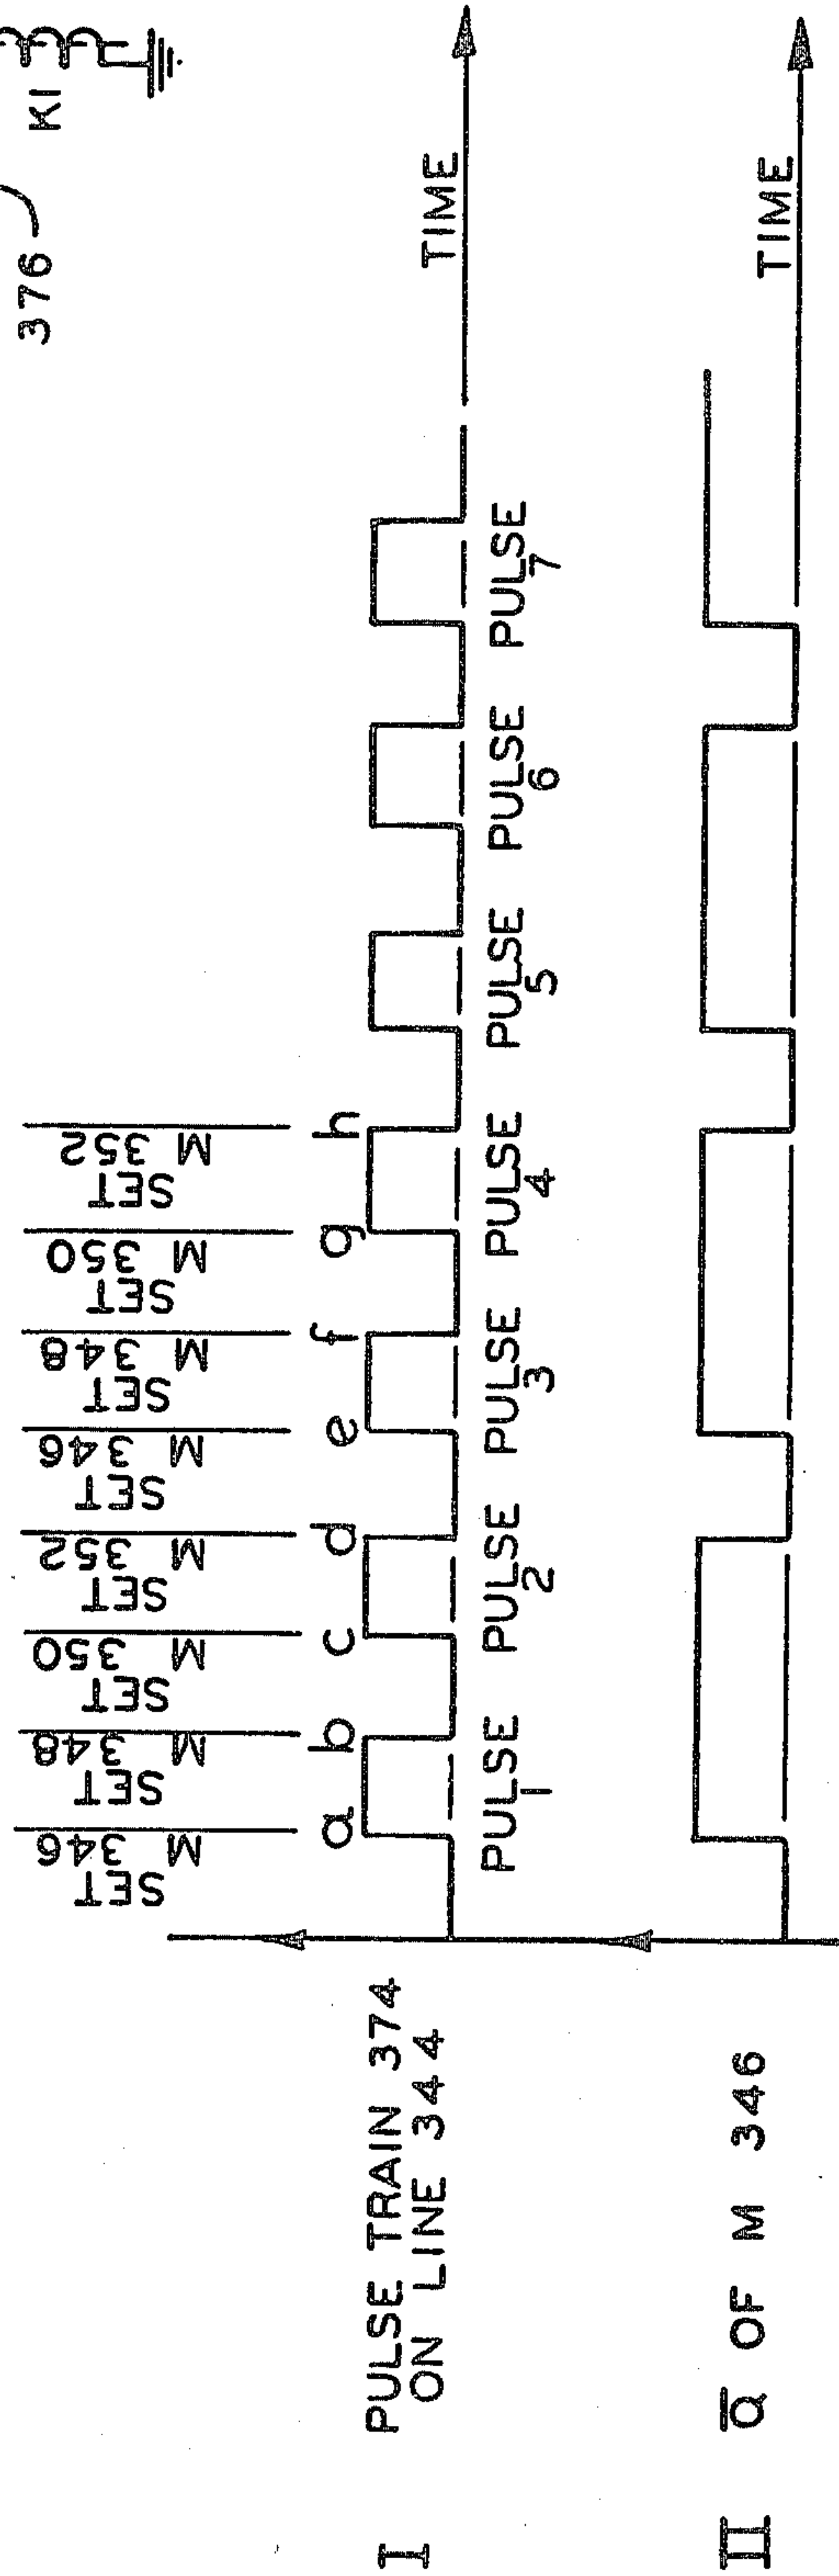 376
K1
SET
M 346
SET
M 348
SET
M 350
SET
M 352
SET
M 346
SET
M 348
SET
M 350
SET
M 352
a b c d e f g h
I PULSE TRAIN 374
ON LINE 344
TIME
PULSE 1
PULSE 2
PULSE 3
PULSE 4
PULSE 5
PULSE 6
PULSE 7
II Q̅ OF M 346
TIME